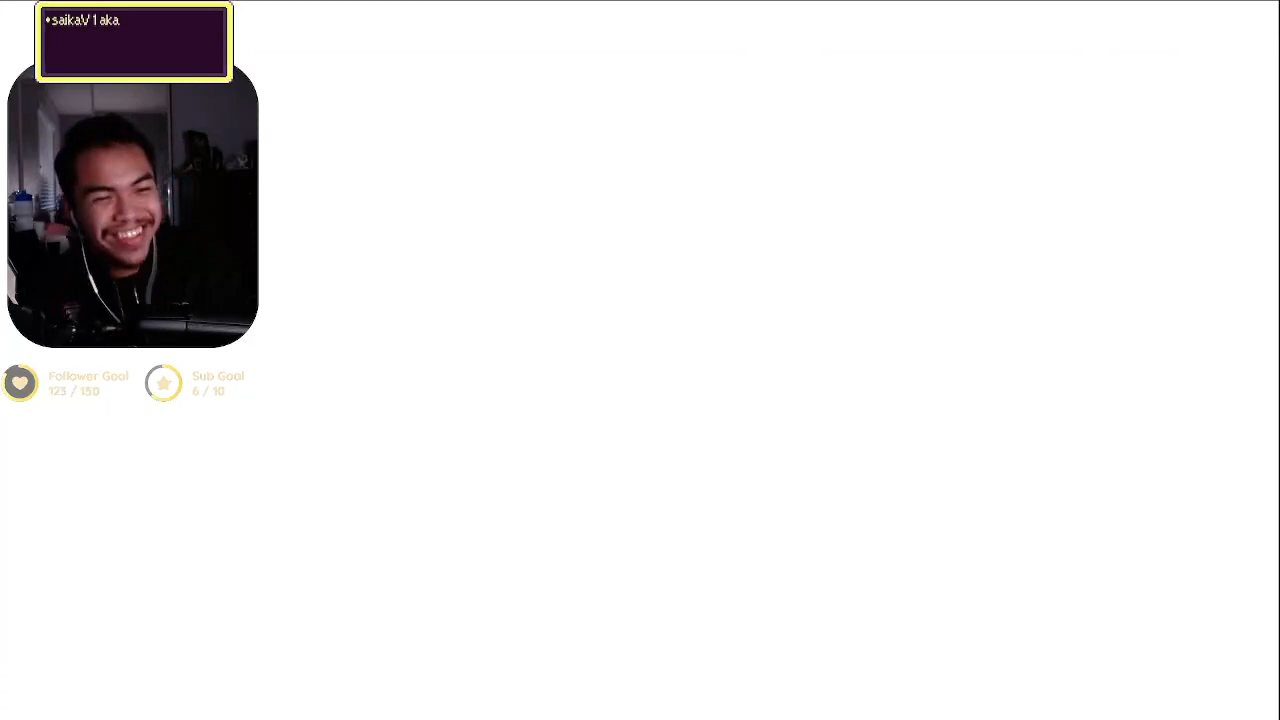 •saikaV1aka
Follower Goal
123 / 150
Sub Goal
6 / 10